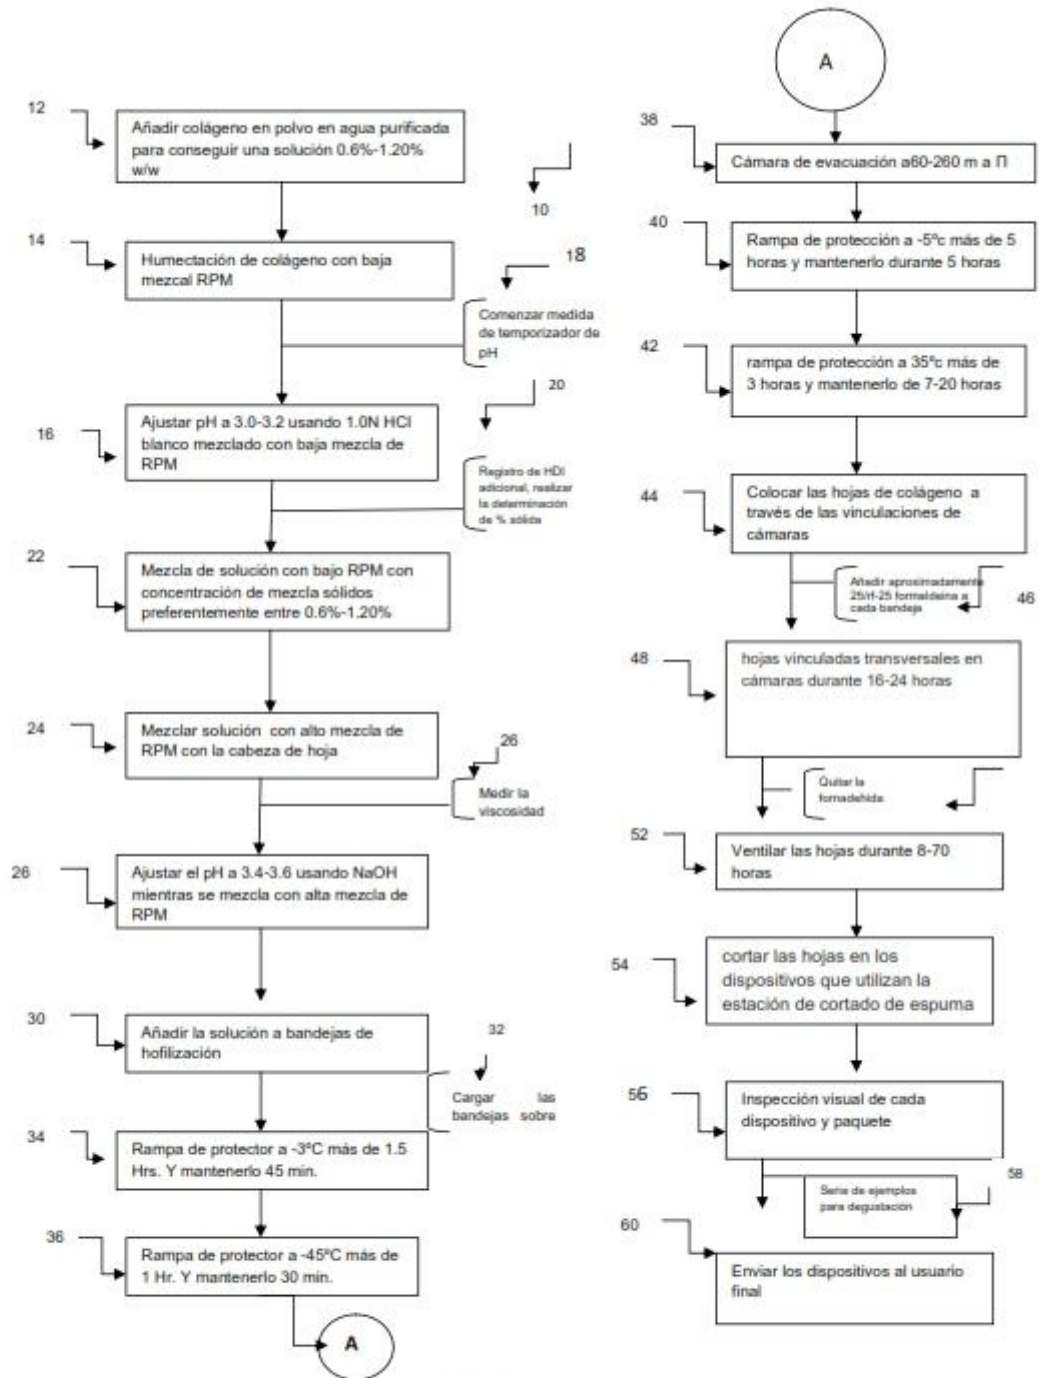 12
Añadir colágeno en polvo en agua purificada
para conseguir una solución 0.6%-1.20%
w/w
10
14
Humectación de colágeno con baja
mezcal RPM
18
Comenzar medida
de temporizador de
pH
20
16
Ajustar pH a 3.0-3.2 usando 1.0N HCl
blanco mezclado con baja mezcla de
RPM
Registro de HDI
adicional, realizar
la determinación
de % sólida
22
Mezcla de solución con bajo RPM con
concentración de mezcla sólidos
preferentemente entre 0.6%-1.20%
24
Mezclar solución con alto mezcla de
RPM con la cabeza de hoja
26
Medir la
viscosidad
26
Ajustar el pH a 3.4-3.6 usando NaOH
mientras se mezcla con alta mezcla de
RPM
30
Añadir la solución a bandejas de
hofilización
32
Cargar las
bandejas sobre
34
Rampa de protector a -3ºC más de 1.5
Hrs. Y mantenerlo 45 min.
36
Rampa de protector a -45ºC más de
1 Hr. Y mantenerlo 30 min.
A
A
38
Cámara de evacuación a60-260 m a Π
40
Rampa de protección a -5ºc más de 5
horas y mantenerlo durante 5 horas
42
rampa de protección a 35ºc más de
3 horas y mantenerlo de 7-20 horas
44
Colocar las hojas de colágeno a
través de las vinculaciones de
cámaras
Añadir aproximadamente
25/rf-25 formaldeina a
cada bandeja
46
48
hojas vinculadas transversales en
cámaras durante 16-24 horas
Quitar la
fornadehida
52
Ventilar las hojas durante 8-70
horas
54
cortar las hojas en los
dispositivos que utilizan la
estación de cortado de espuma
56
Inspección visual de cada
dispositivo y paquete
58
Serie de ejemplos
para degustación
60
Enviar los dispositivos al usuario
final